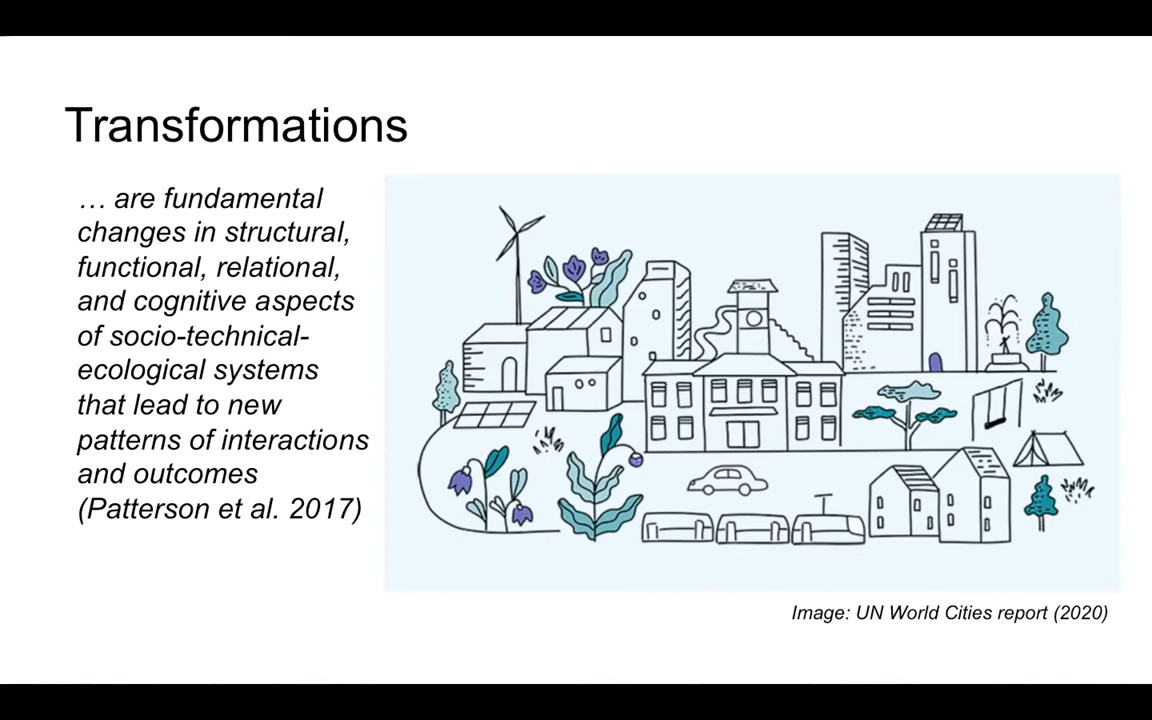 Transformations
… are fundamental
changes in structural,
functional, relational,
and cognitive aspects
of socio-technical-
ecological systems
that lead to new
patterns of interactions
and outcomes
(Patterson et al. 2017)
Image: UN World Cities report (2020)